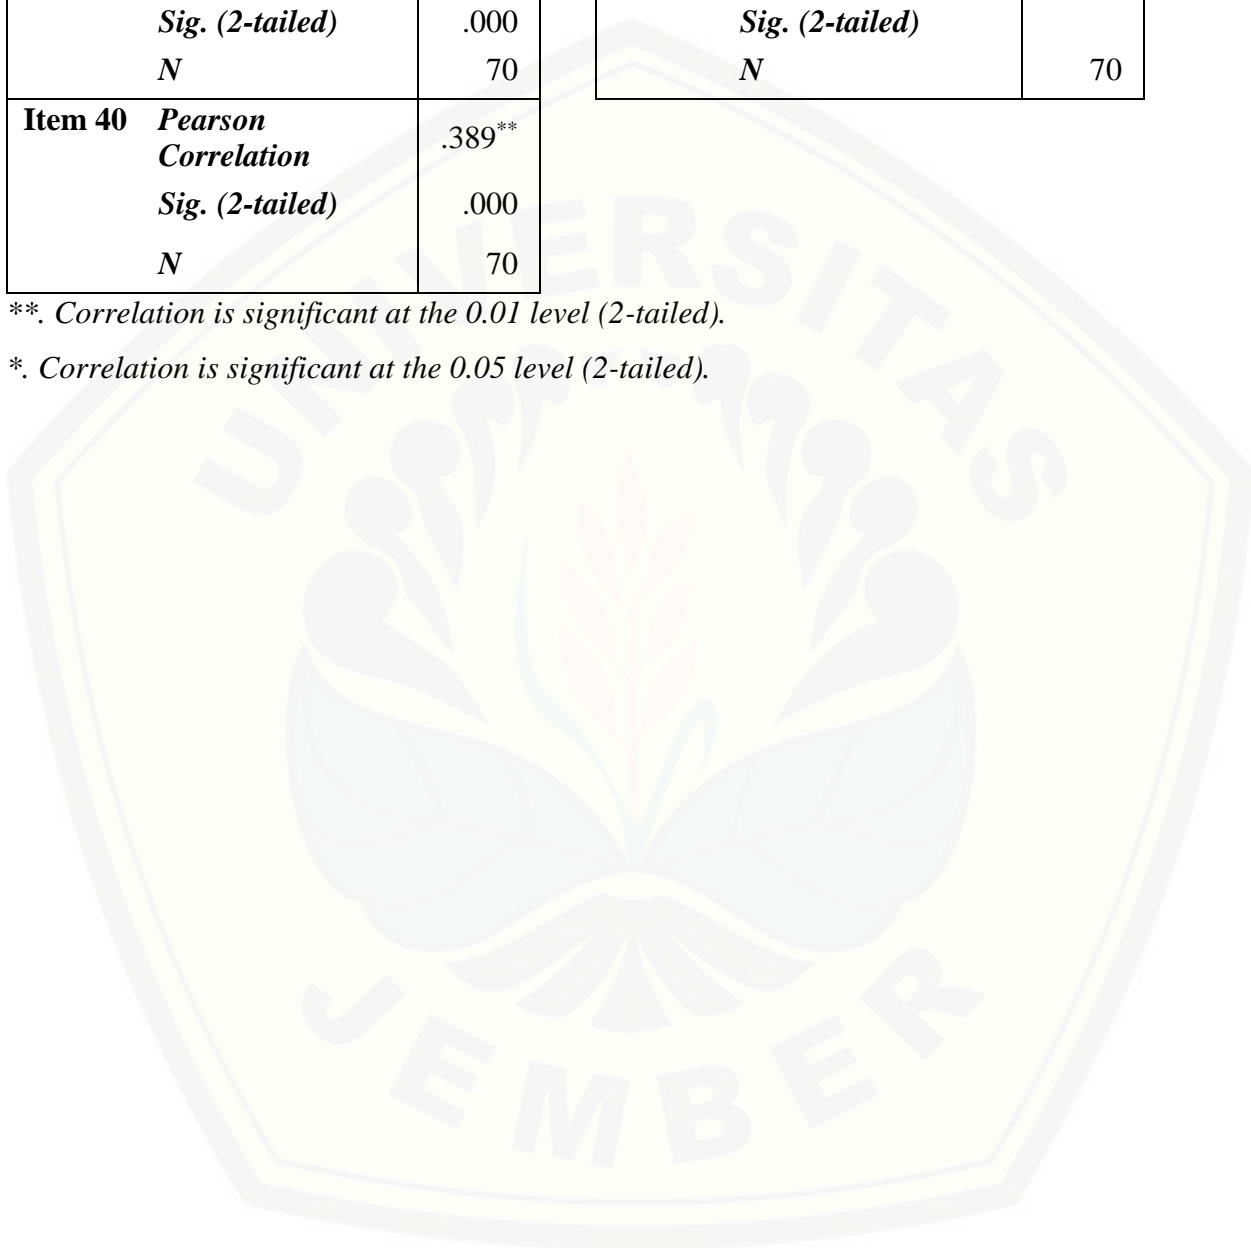 Sig. (2-tailed) .000
N 70
Item 40 Pearson Correlation .389**
Sig. (2-tailed) .000
N 70
Sig. (2-tailed)
N 70
**. Correlation is significant at the 0.01 level (2-tailed).
*. Correlation is significant at the 0.05 level (2-tailed).
UNIVERSITAS
JEMBER